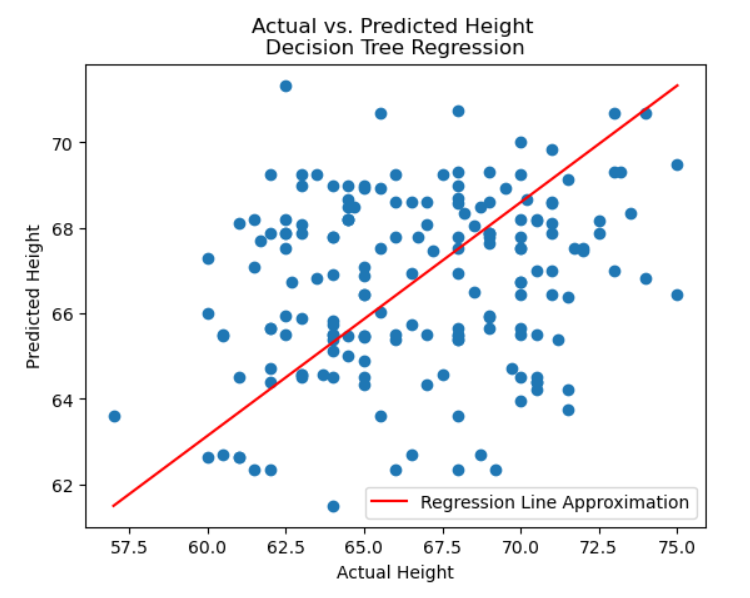 Actual vs. Predicted Height
Decision Tree Regression
70
68
66
64
62
Predicted Height
57.5 60.0 62.5 65.0 67.5 70.0 72.5 75.0
Actual Height
Regression Line Approximation